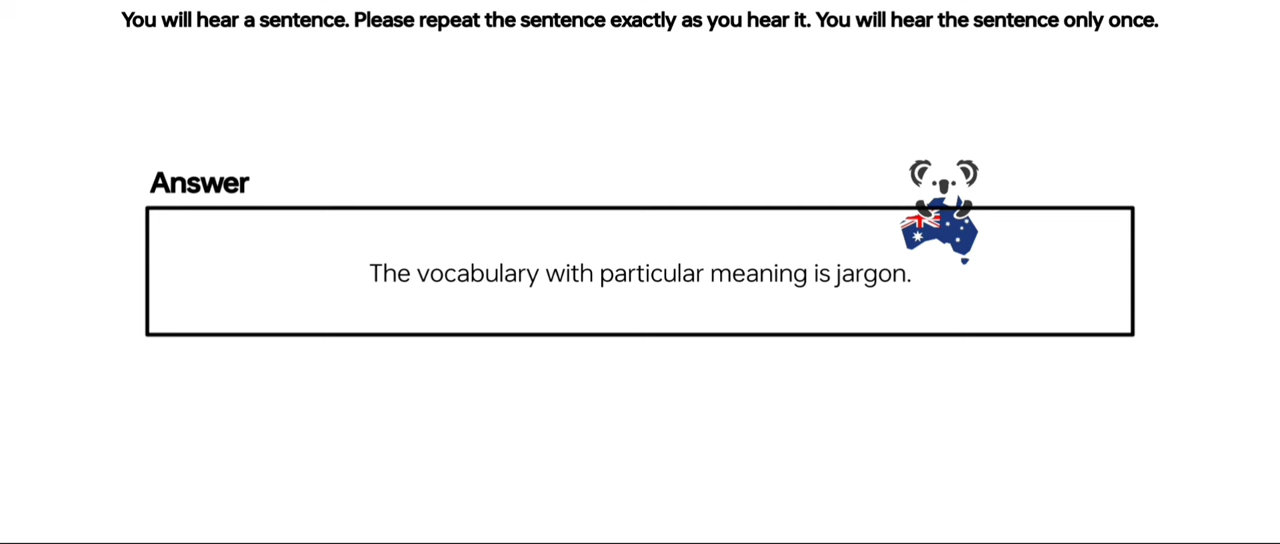 You will hear a sentence. Please repeat the sentence exactly as you hear it. You will hear the sentence only once.
Answer
The vocabulary with particular meaning is jargon.